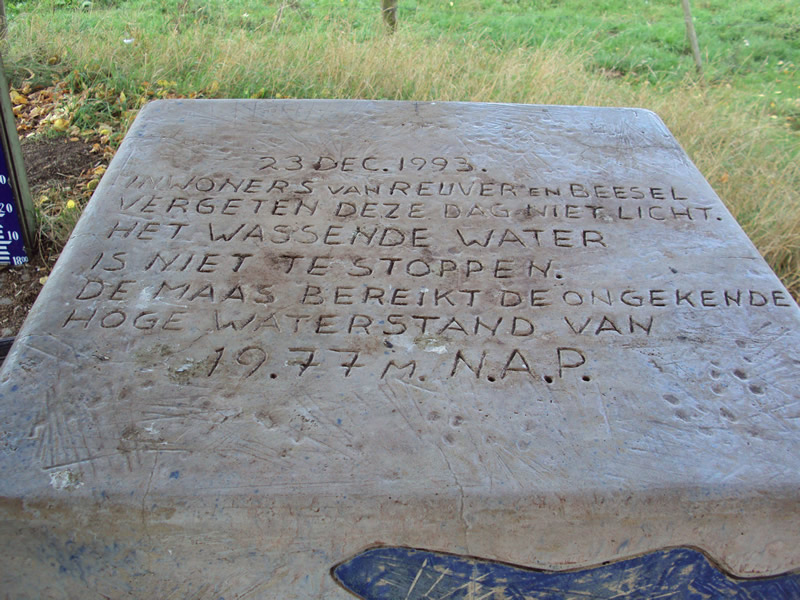 23 DEC. 1993.
INWONERS VAN REUVER EN BEESEL
VERGETEN DEZE DAG NIET LICHT.
HET WASSENDE WATER
IS NIET TE STOPPEN.
DE MAAS BEREIKT DE ONGEKENDE
HOGE WATERSTAND VAN
19.77 M. N.A.P.
20
10
18